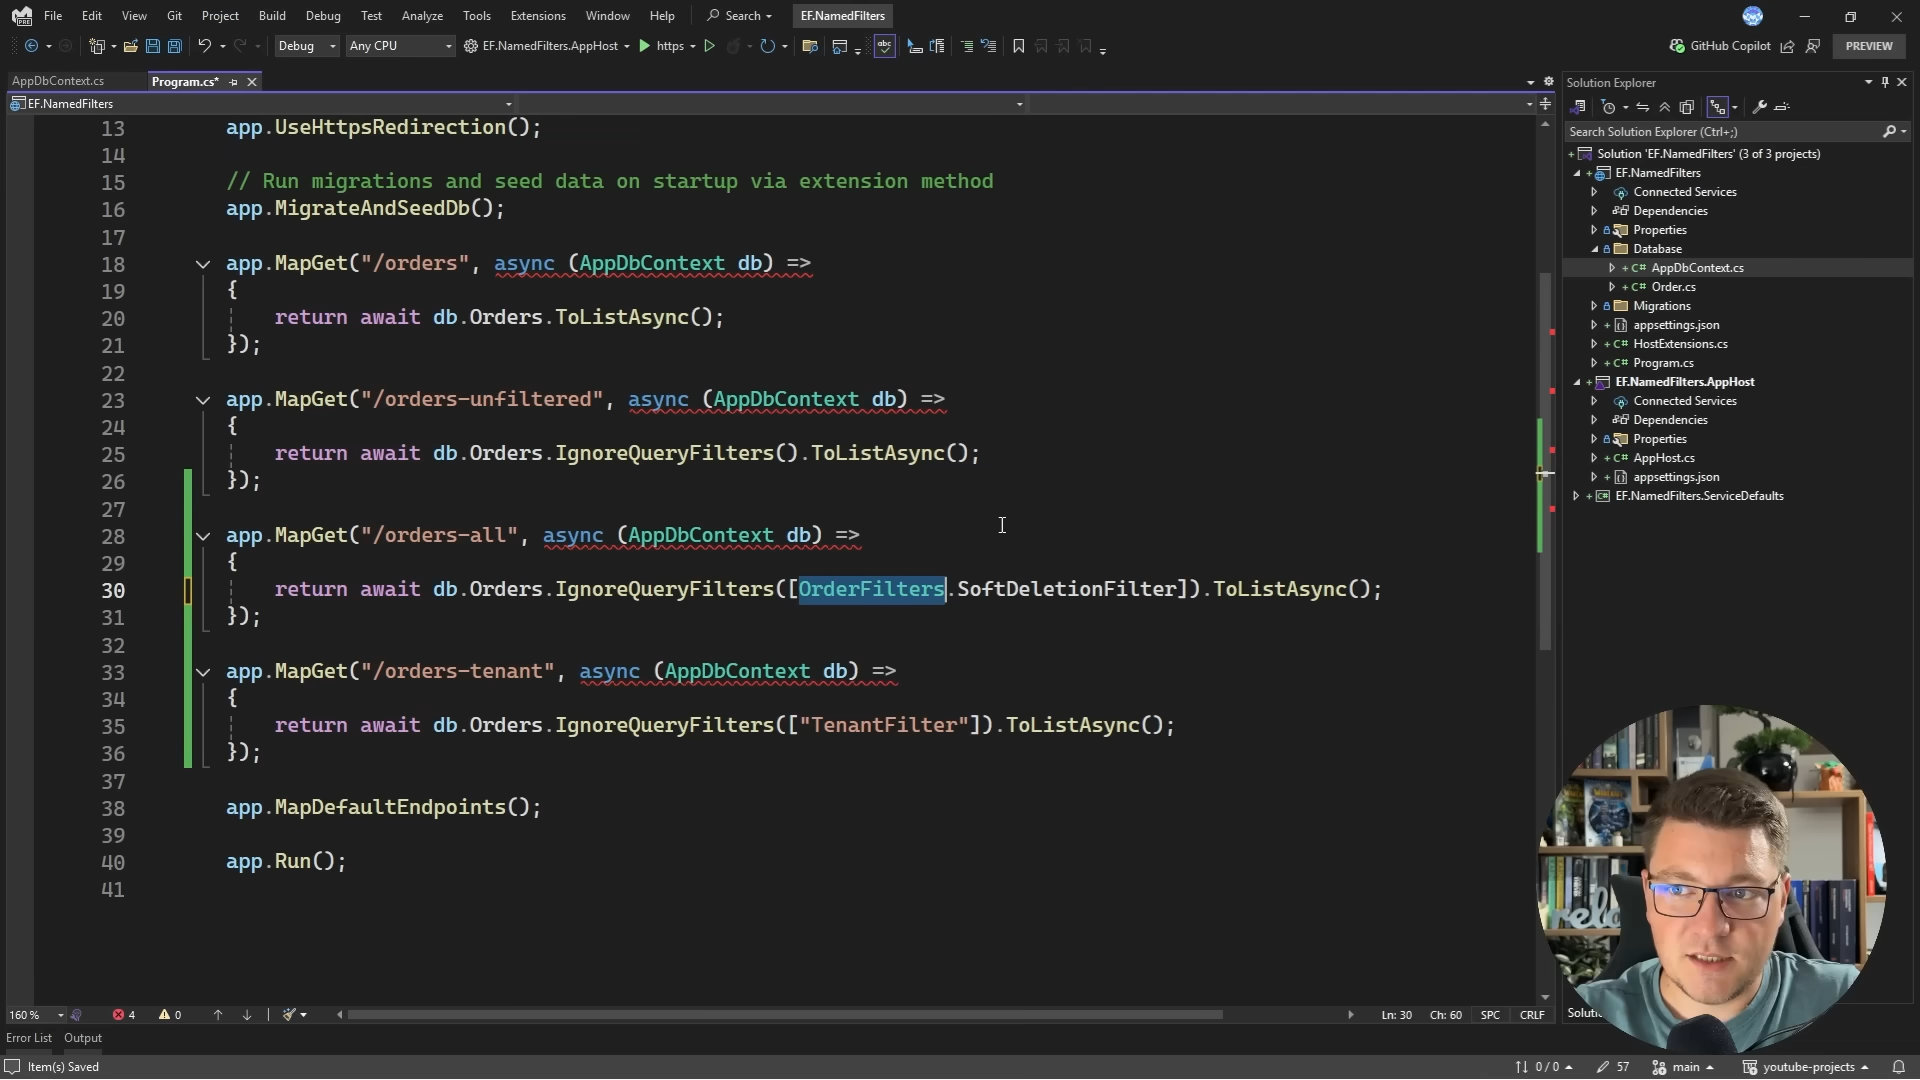 File Edit View Git Project Build Debug Test Analyze Tools Extensions Window Help Search EF.NamedFilters
Debug Any CPU EF.NamedFilters.AppHost https GitHub Copilot PREVIEW
AppDbContext.cs Program.cs*
EF.NamedFilters
13 app.UseHttpsRedirection();
14
15 // Run migrations and seed data on startup via extension method
16 app.MigrateAndSeedDb();
17
18 app.MapGet("/orders", async (AppDbContext db) =>
19 {
20 return await db.Orders.ToListAsync();
21 });
22
23 app.MapGet("/orders-unfiltered", async (AppDbContext db) =>
24 {
25 return await db.Orders.IgnoreQueryFilters().ToListAsync();
26 });
27
28 app.MapGet("/orders-all", async (AppDbContext db) =>
29 {
30 return await db.Orders.IgnoreQueryFilters([OrderFilters.SoftDeletionFilter]).ToListAsync();
31 });
32
33 app.MapGet("/orders-tenant", async (AppDbContext db) =>
34 {
35 return await db.Orders.IgnoreQueryFilters(["TenantFilter"]).ToListAsync();
36 });
37
38 app.MapDefaultEndpoints();
39
40 app.Run();
41
Solution Explorer
Search Solution Explorer (Ctrl+;)
Solution 'EF.NamedFilters' (3 of 3 projects)
EF.NamedFilters
Connected Services
Dependencies
Properties
Database
C# AppDbContext.cs
C# Order.cs
Migrations
appsettings.json
C# HostExtensions.cs
C# Program.cs
EF.NamedFilters.AppHost
Connected Services
Dependencies
Properties
C# AppHost.cs
appsettings.json
EF.NamedFilters.ServiceDefaults
160 % 4 0 Ln: 30 Ch: 60 SPC CRLF
Error List Output
Item(s) Saved 0 / 0 57 main youtube-projects